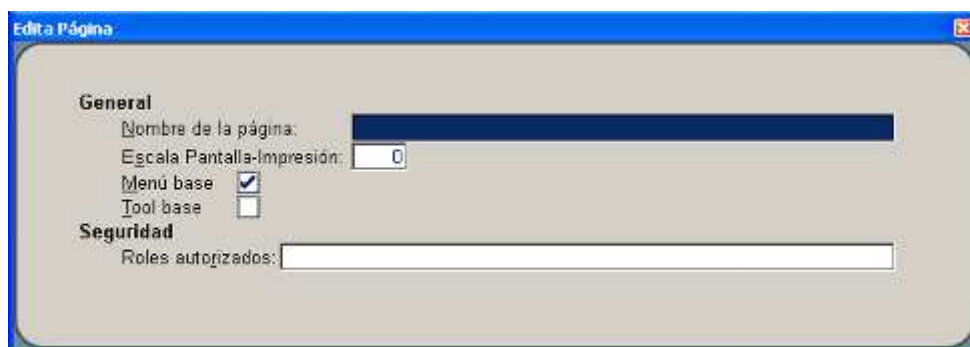 Edita Página
General
Nombre de la página:
Escala Pantalla-Impresión: 0
Menú base
Tool base
Seguridad
Roles autorizados: